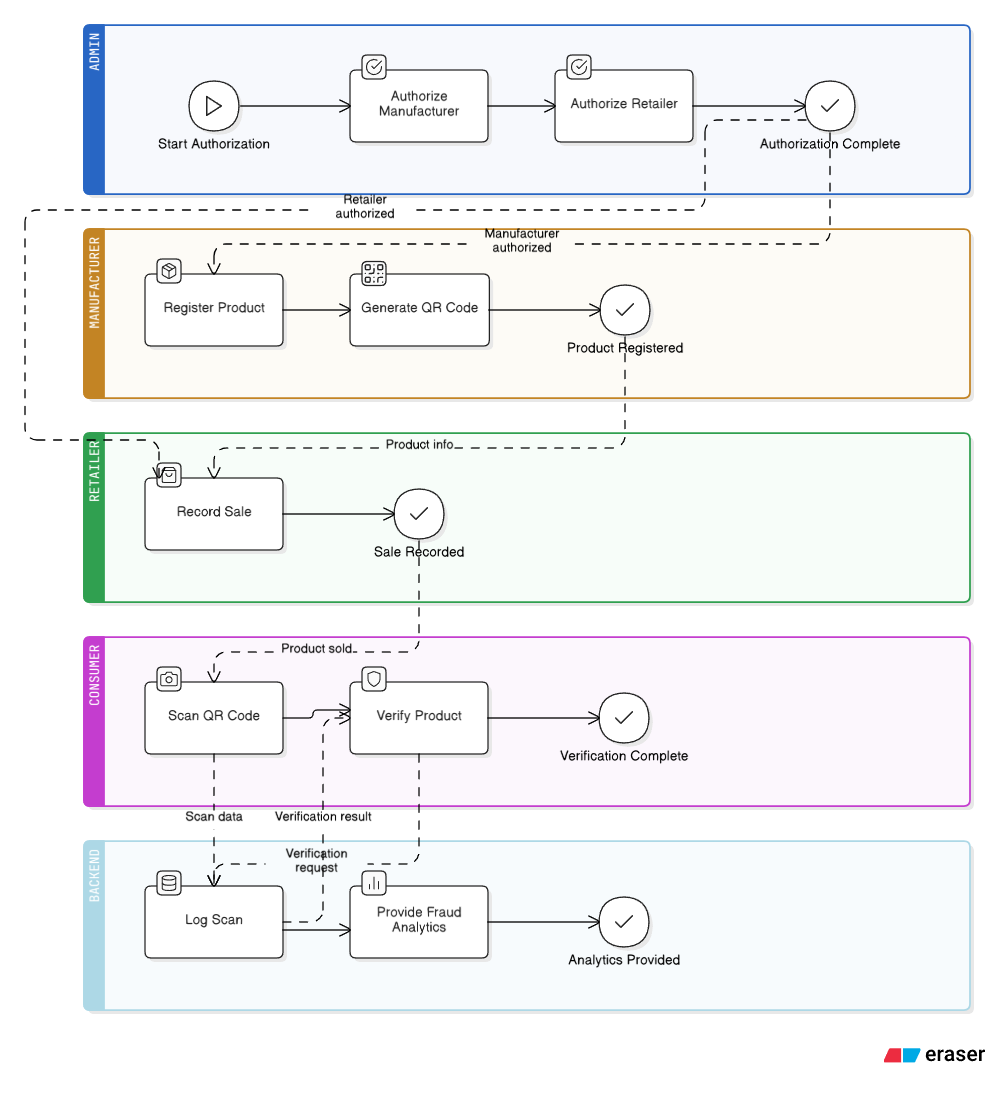 ADMIN
Start Authorization
Authorize
Manufacturer
Authorize Retailer
Authorization Complete
Retailer
authorized
MANUFACTURER
Manufacturer
authorized
Register Product
Generate QR Code
Product Registered
RETAILER
Product info
Record Sale
Sale Recorded
CONSUMER
Product sold
Scan QR Code
Verify Product
Verification Complete
Scan data
Verification result
BACKEND
Verification
request
Log Scan
Provide Fraud
Analytics
Analytics Provided
eraser